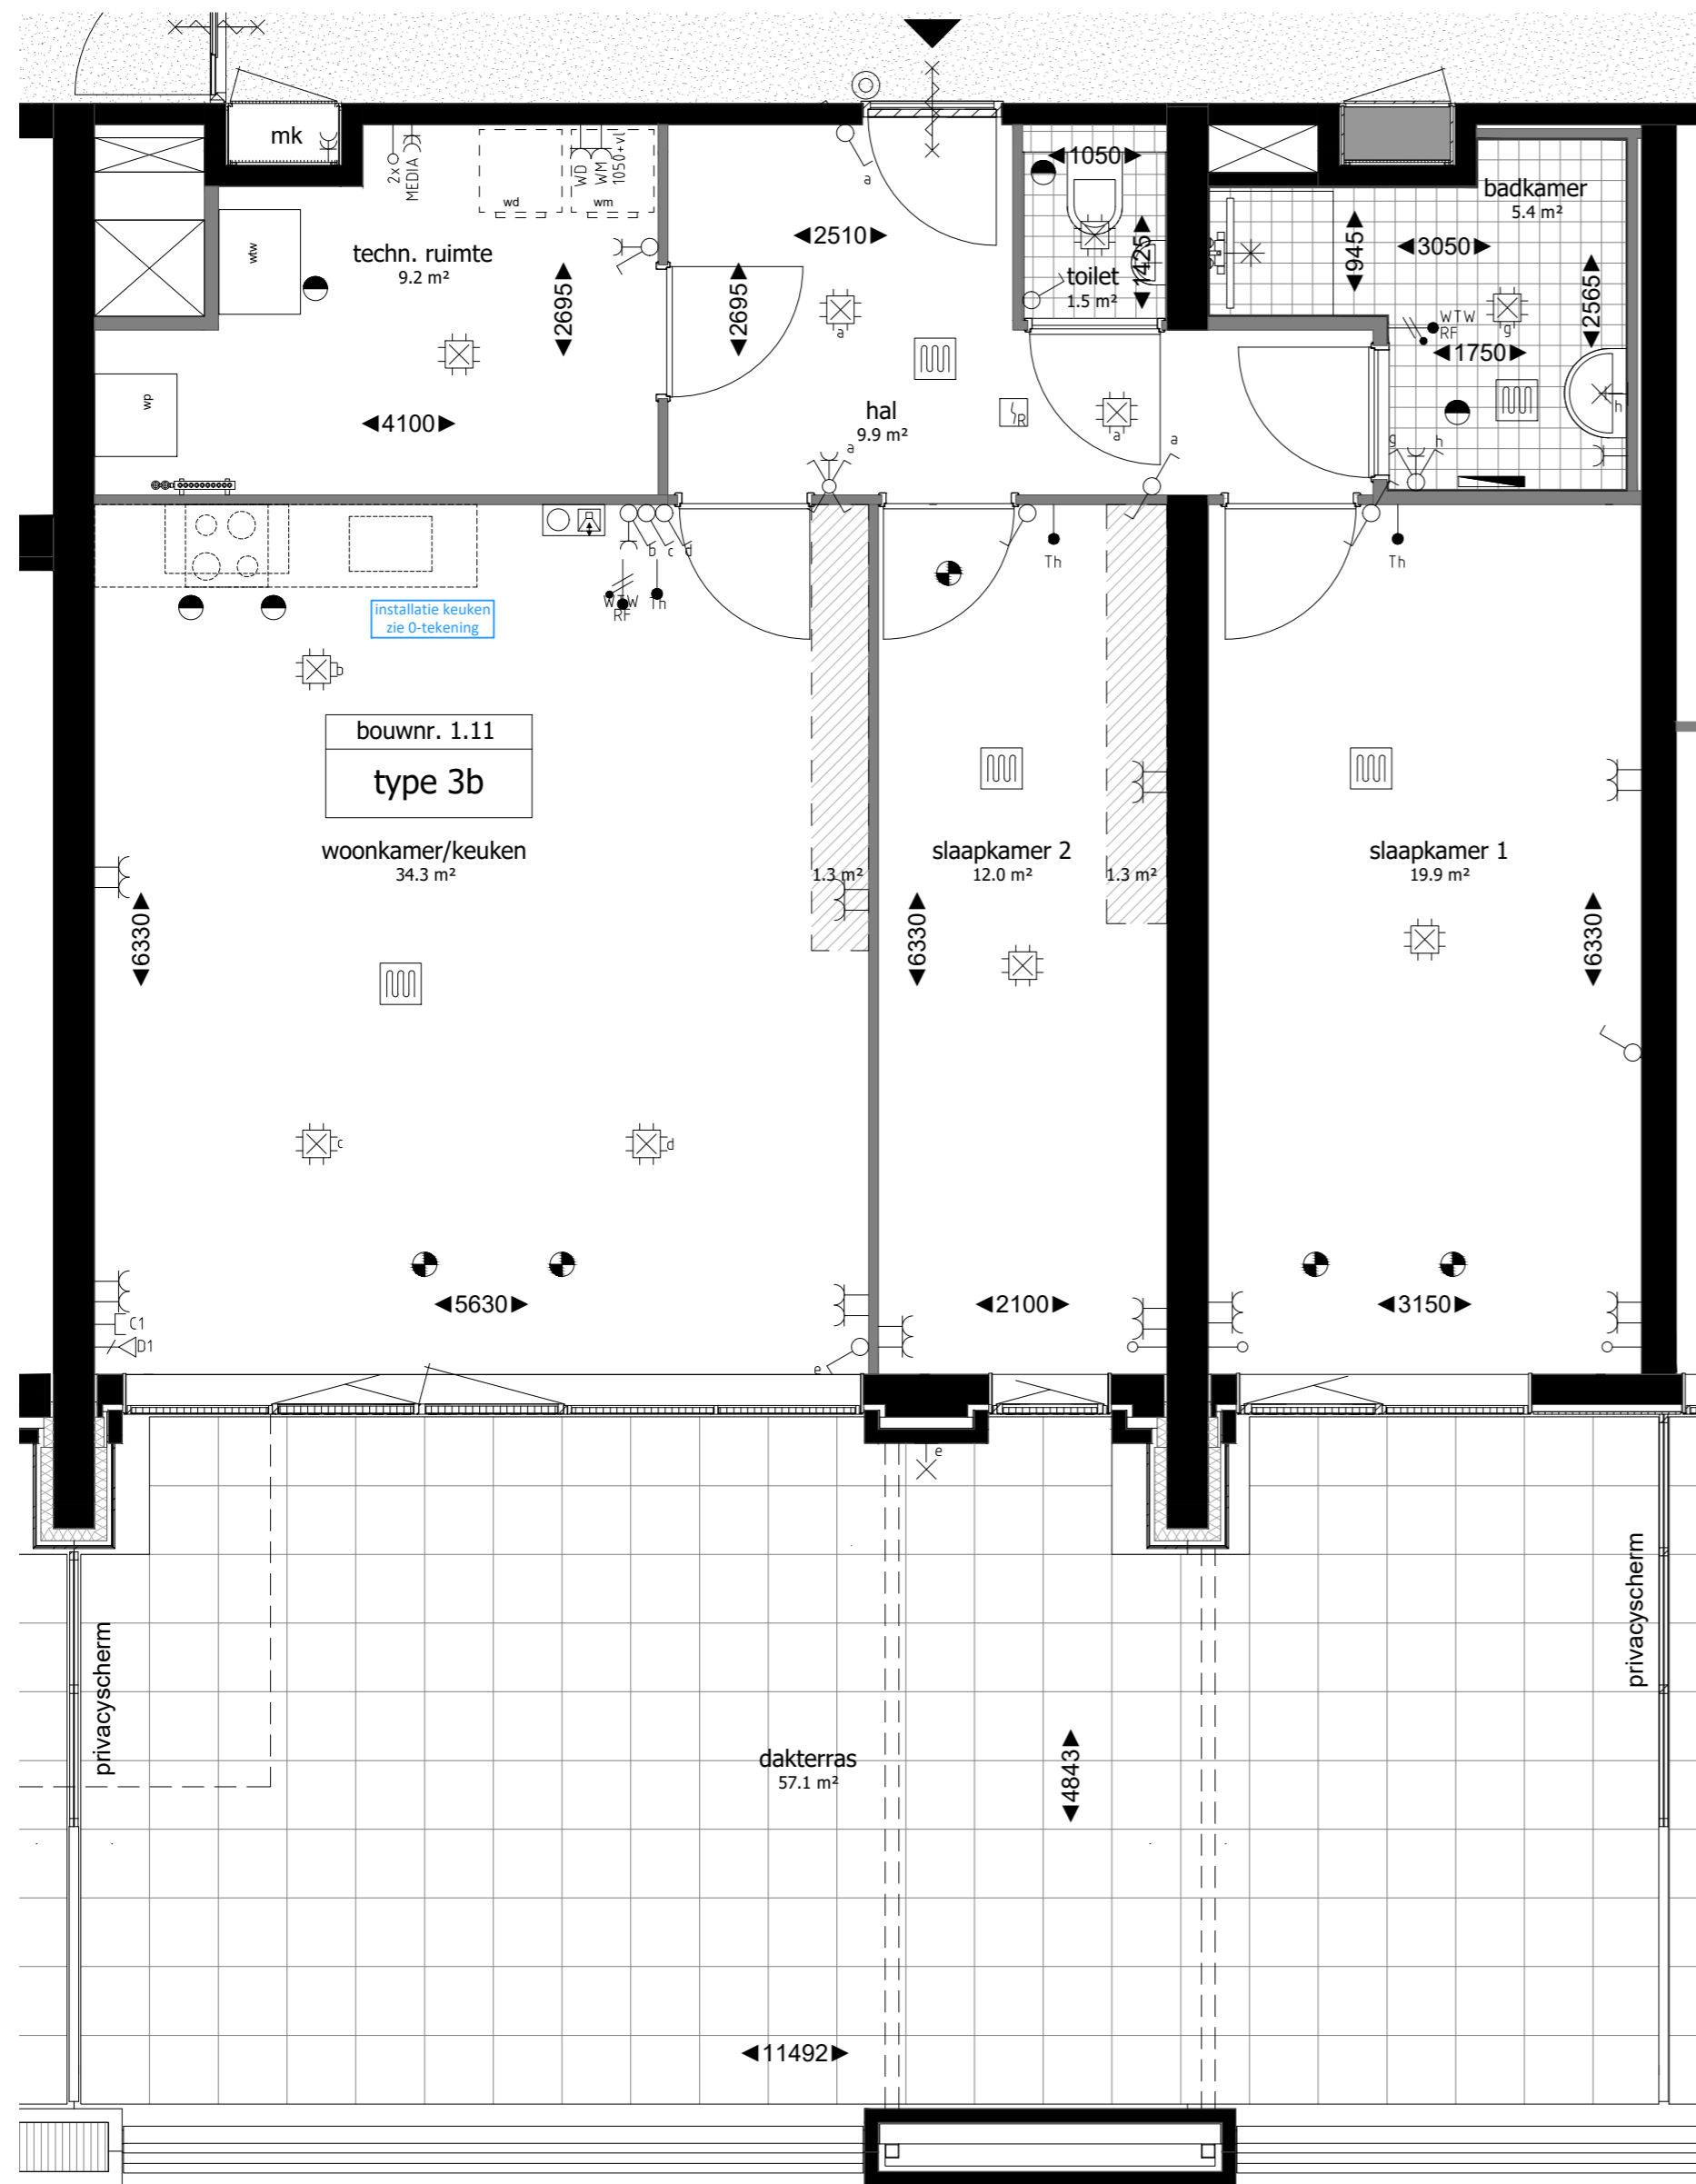 mk
2x
MEDIA
WD
WM
1050+vl
wd
wm
wtw
techn. ruimte
9.2 m²
2695
4100
wp
a
2510
2695
a
hal
9.9 m²
R
a
a
a
1050
1425
toilet
1.5 m²
badkamer
5.4 m²
945
3050
2565
WTW
RF
g
1750
h
g
h
b
c
d
WTW
RF
Th
Th
Th
installatie keuken
zie 0-tekening
b
bouwnr. 1.11
type 3b
woonkamer/keuken
34.3 m²
1.3 m²
slaapkamer 2
12.0 m²
1.3 m²
slaapkamer 1
19.9 m²
6330
6330
6330
c
d
5630
2100
3150
C1
D1
e
e
privacyscherm
privacyscherm
dakterras
57.1 m²
4843
11492